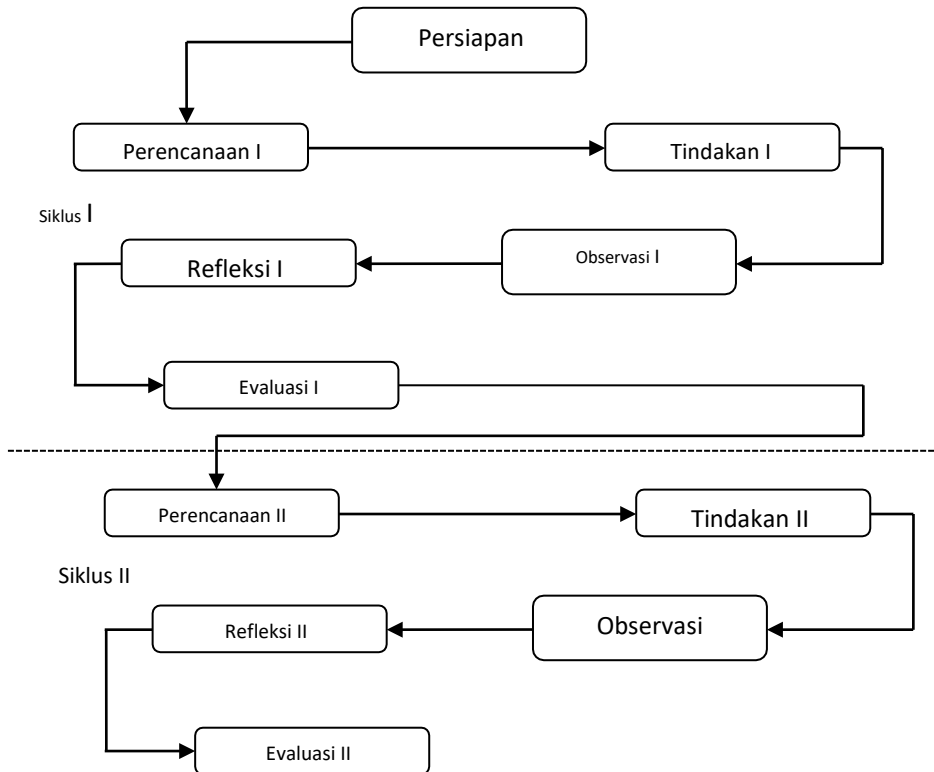 Persiapan
Perencanaan I
Tindakan I
Siklus I
Refleksi I
Observasi I
Evaluasi I
Perencanaan II
Tindakan II
Siklus II
Refleksi II
Observasi
Evaluasi II